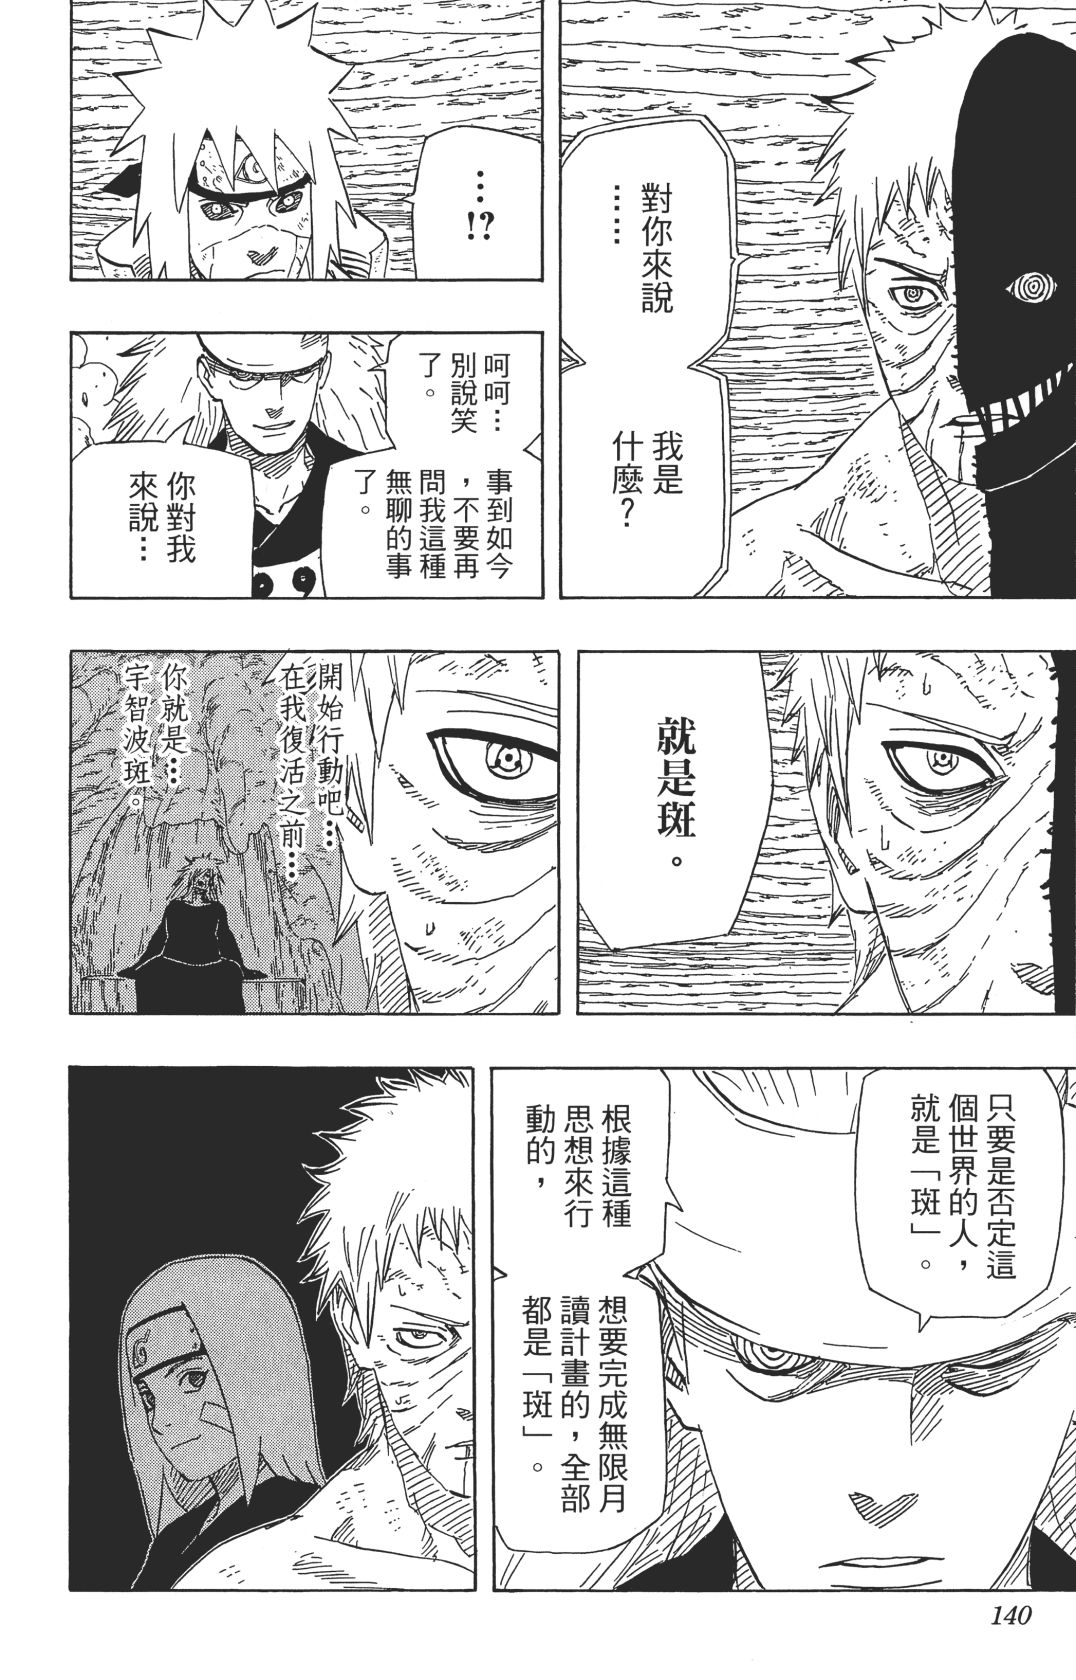 對你來說
……
我是
什麼?
…
!?
呵呵…
別說笑
了。
事到如今
，不要再
問我這種
無聊的事
了。
你對我
來說…
就是斑。
開始行動吧…
在我復活之前…
你就是…
宇智波斑。
只要是否定這
個世界的人，
就是「斑」。
根據這種
思想來行
動的，
想要完成無限月
讀計畫的，全部
都是「斑」。
140